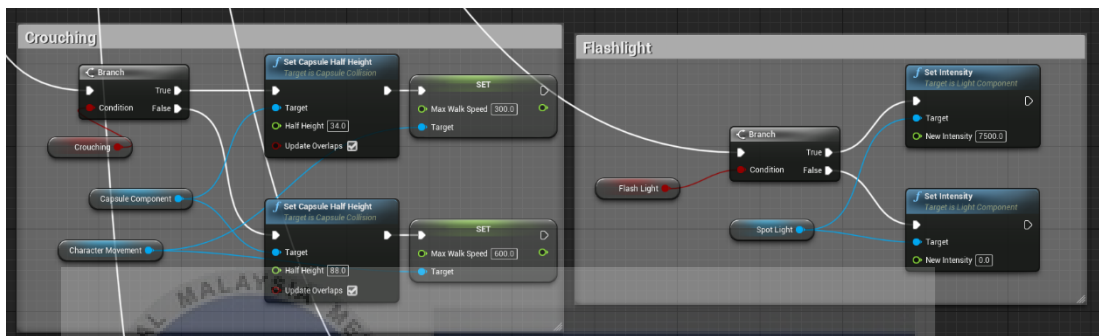 Crouching
Branch
True
Condition
False
Crouching
Capsule Component
Character Movement
Set Capsule Half Height
Target is Capsule Collision
Target
Half Height 34.0
Update Overlaps
SET
Max Walk Speed 300.0
Target
Set Capsule Half Height
Target is Capsule Collision
Target
Half Height 88.0
Update Overlaps
SET
Max Walk Speed 600.0
Target
MALAYSIA
Flashlight
Branch
True
Condition
False
Flash Light
Spot Light
Set Intensity
Target is Light Component
Target
New Intensity 7500.0
Set Intensity
Target is Light Component
Target
New Intensity 0.0